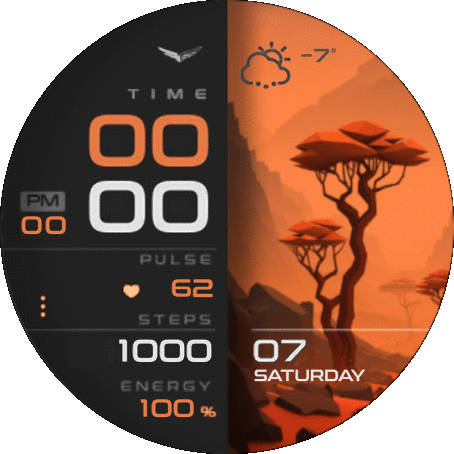 -7°
TIME
00
00
PM
00
PULSE
62
STEPS
1000
ENERGY
100 %
07
SATURDAY